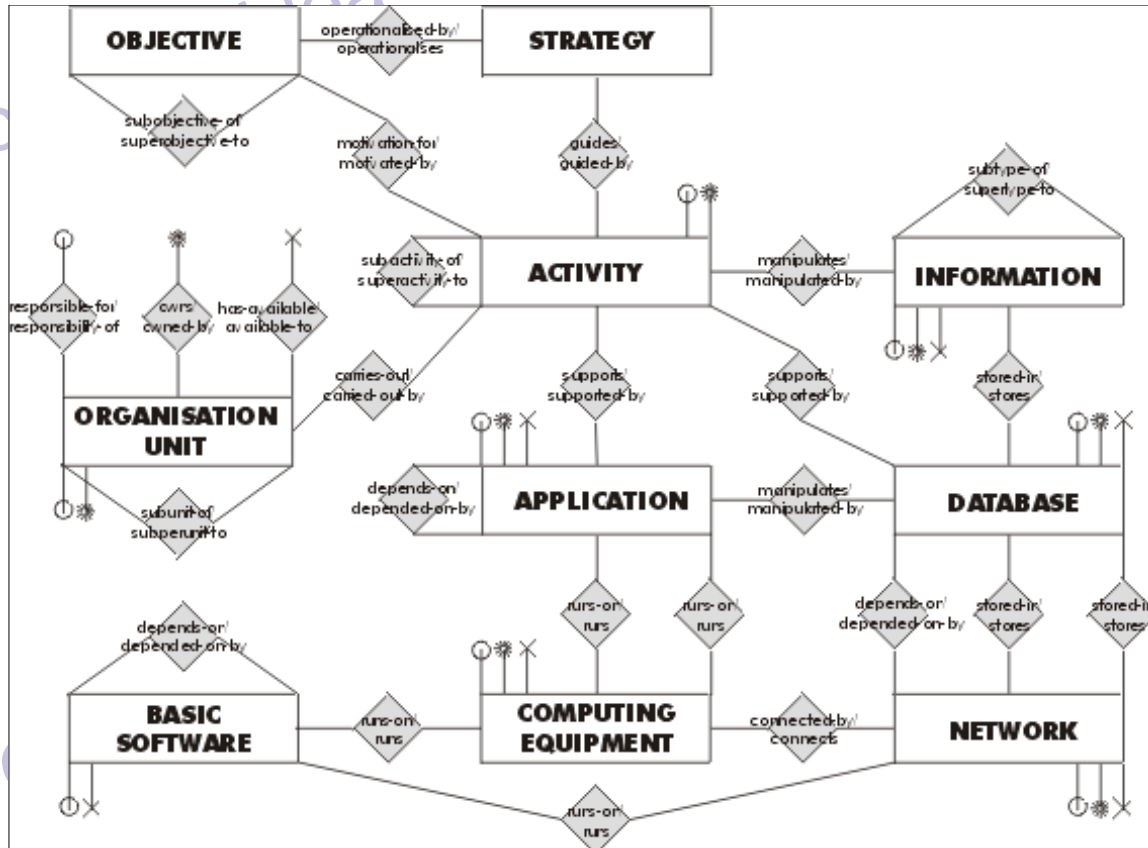 OBJECTIVE
operationalised-by/
operationalises
STRATEGY
subobjective-of
superobjective-to
motivation-for/
motivated-by
guides/
guided-by
subtype-of
supertype-to
subactivity-of
superactivity-to
ACTIVITY
manipulates/
manipulated-by
INFORMATION
responsible-for/
responsibility-of
owns
owned-by
has-available/
available-to
carries-out/
carried-out-by
supports/
supported-by
supports/
supported-by
stored-in/
stores
ORGANISATION
UNIT
depends-on/
depended-on-by
APPLICATION
manipulates/
manipulated-by
DATABASE
subunit-of
subperunit-to
runs-on/
runs
runs-on/
runs
depends-on/
depended-on-by
stored-in/
stores
stored-in/
stores
depends-on/
depended-on-by
BASIC
SOFTWARE
runs-on/
runs
COMPUTING
EQUIPMENT
connected-by/
connects
NETWORK
runs-on/
runs